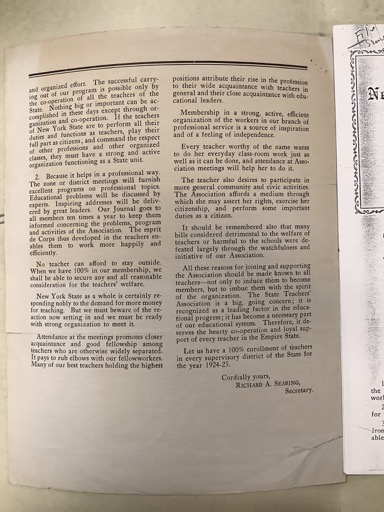 and organized effort. The successful carry-
ing out of our program is possible only by
the co-operation of all the teachers of the
State. Nothing big or important can be ac-
complished in these days except through or-
ganization and co-operation. If the teachers
of New York State are to perform all their
duties and functions as teachers, play their
full part as citizens, and command the respect
of other professions and other organized
classes, they must have a strong and active
organization functioning as a State unit.
2. Because it helps in a professional way.
The zone or district meetings will furnish
excellent programs on professional topics.
Educational problems will be discussed by
experts. Inspiring addresses will be deliv-
ered by great leaders. Our Journal goes to
all members ten times a year to keep them
informed concerning the problems, program
and activities of the Association. The esprit
de Corps thus developed in the teachers en-
ables them to work more happily and
efficiently.
No teacher can afford to stay outside.
When we have 100% in our membership, we
shall be able to secure any and all reasonable
consideration for the teachers' welfare.
New York State as a whole is certainly re-
sponding nobly to the demand for more money
for teaching. But we must beware of the re-
action now setting in and we must be ready
with strong organization to meet it.
Attendance at the meetings promotes closer
acquaintance and good fellowship among
teachers who are otherwise widely separated.
It pays to rub elbows with our fellowworkers.
Many of our best teachers holding the highest
positions attribute their rise in the profession
to their wide acquaintance with teachers in
general and their close acquaintance with edu-
cational leaders.
Membership in a strong, active, efficient
organization of the workers in our branch of
professional service is a source of inspiration
and of a feeling of independence.
Every teacher worthy of the name wants
to do her everyday class-room work just as
well as it can be done, and attendance at Asso-
ciation meetings will help her to do it.
The teacher also desires to participate in
more general community and civic activities.
The Association affords a medium through
which she may assert her rights, exercise her
citizenship, and perform some important
duties as a citizen.
It should be remembered also that many
bills considered detrimental to the welfare of
teachers or harmful to the schools were de-
feated largely through the watchfulness and
initiative of our Association.
All these reasons for joining and supporting
the Association should be made known to all
teachers—not only to induce them to become
members, but to imbue them with the spirit
of the organization. The State Teachers'
Association is a big, going concern; it is
recognized as a leading factor in the educa-
tional progress; it has become a necessary part
of our educational system. Therefore, it de-
serves the hearty co-operation and loyal sup-
port of every teacher in the Empire State.
Let us have a 100% enrollment of teachers
in every supervisory district of the State for
the year 1924-25.
Cordially yours,
RICHARD A. SEARING,
Secretary.
the
for